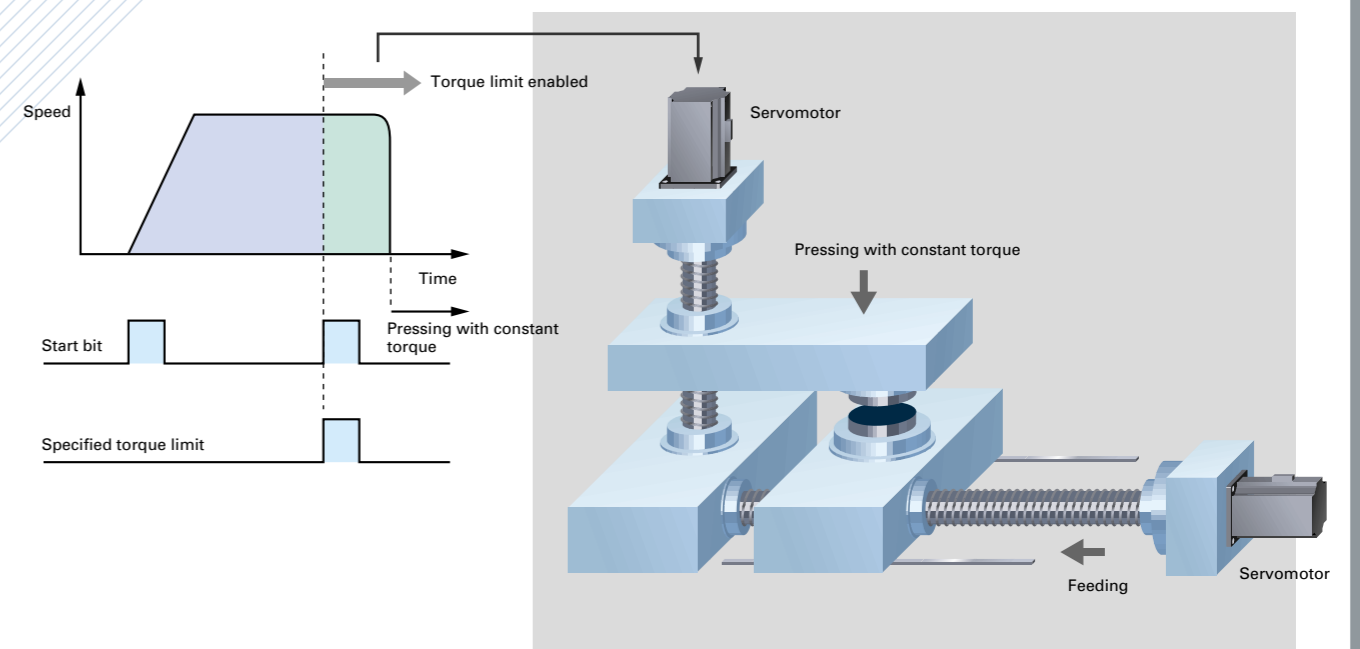 Torque limit enabled
Speed
Servomotor
Pressing with constant torque
Time
Pressing with constant
torque
Start bit
Specified torque limit
Feeding
Servomotor